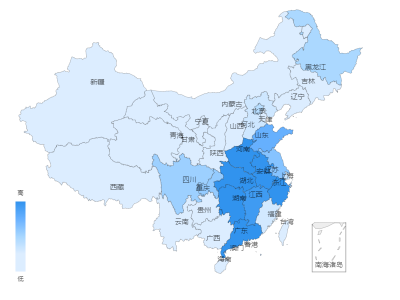 黑龙江
吉林
新疆
辽宁
内蒙古
北京
天津
河北
山西
宁夏
山东
青海
甘肃
陕西
河南
江苏
安徽
上海
四川
湖北
重庆
浙江
西藏
江西
湖南
贵州
福建
云南
台湾
广东
广西
香港
澳门
海南
高
低
南海诸岛